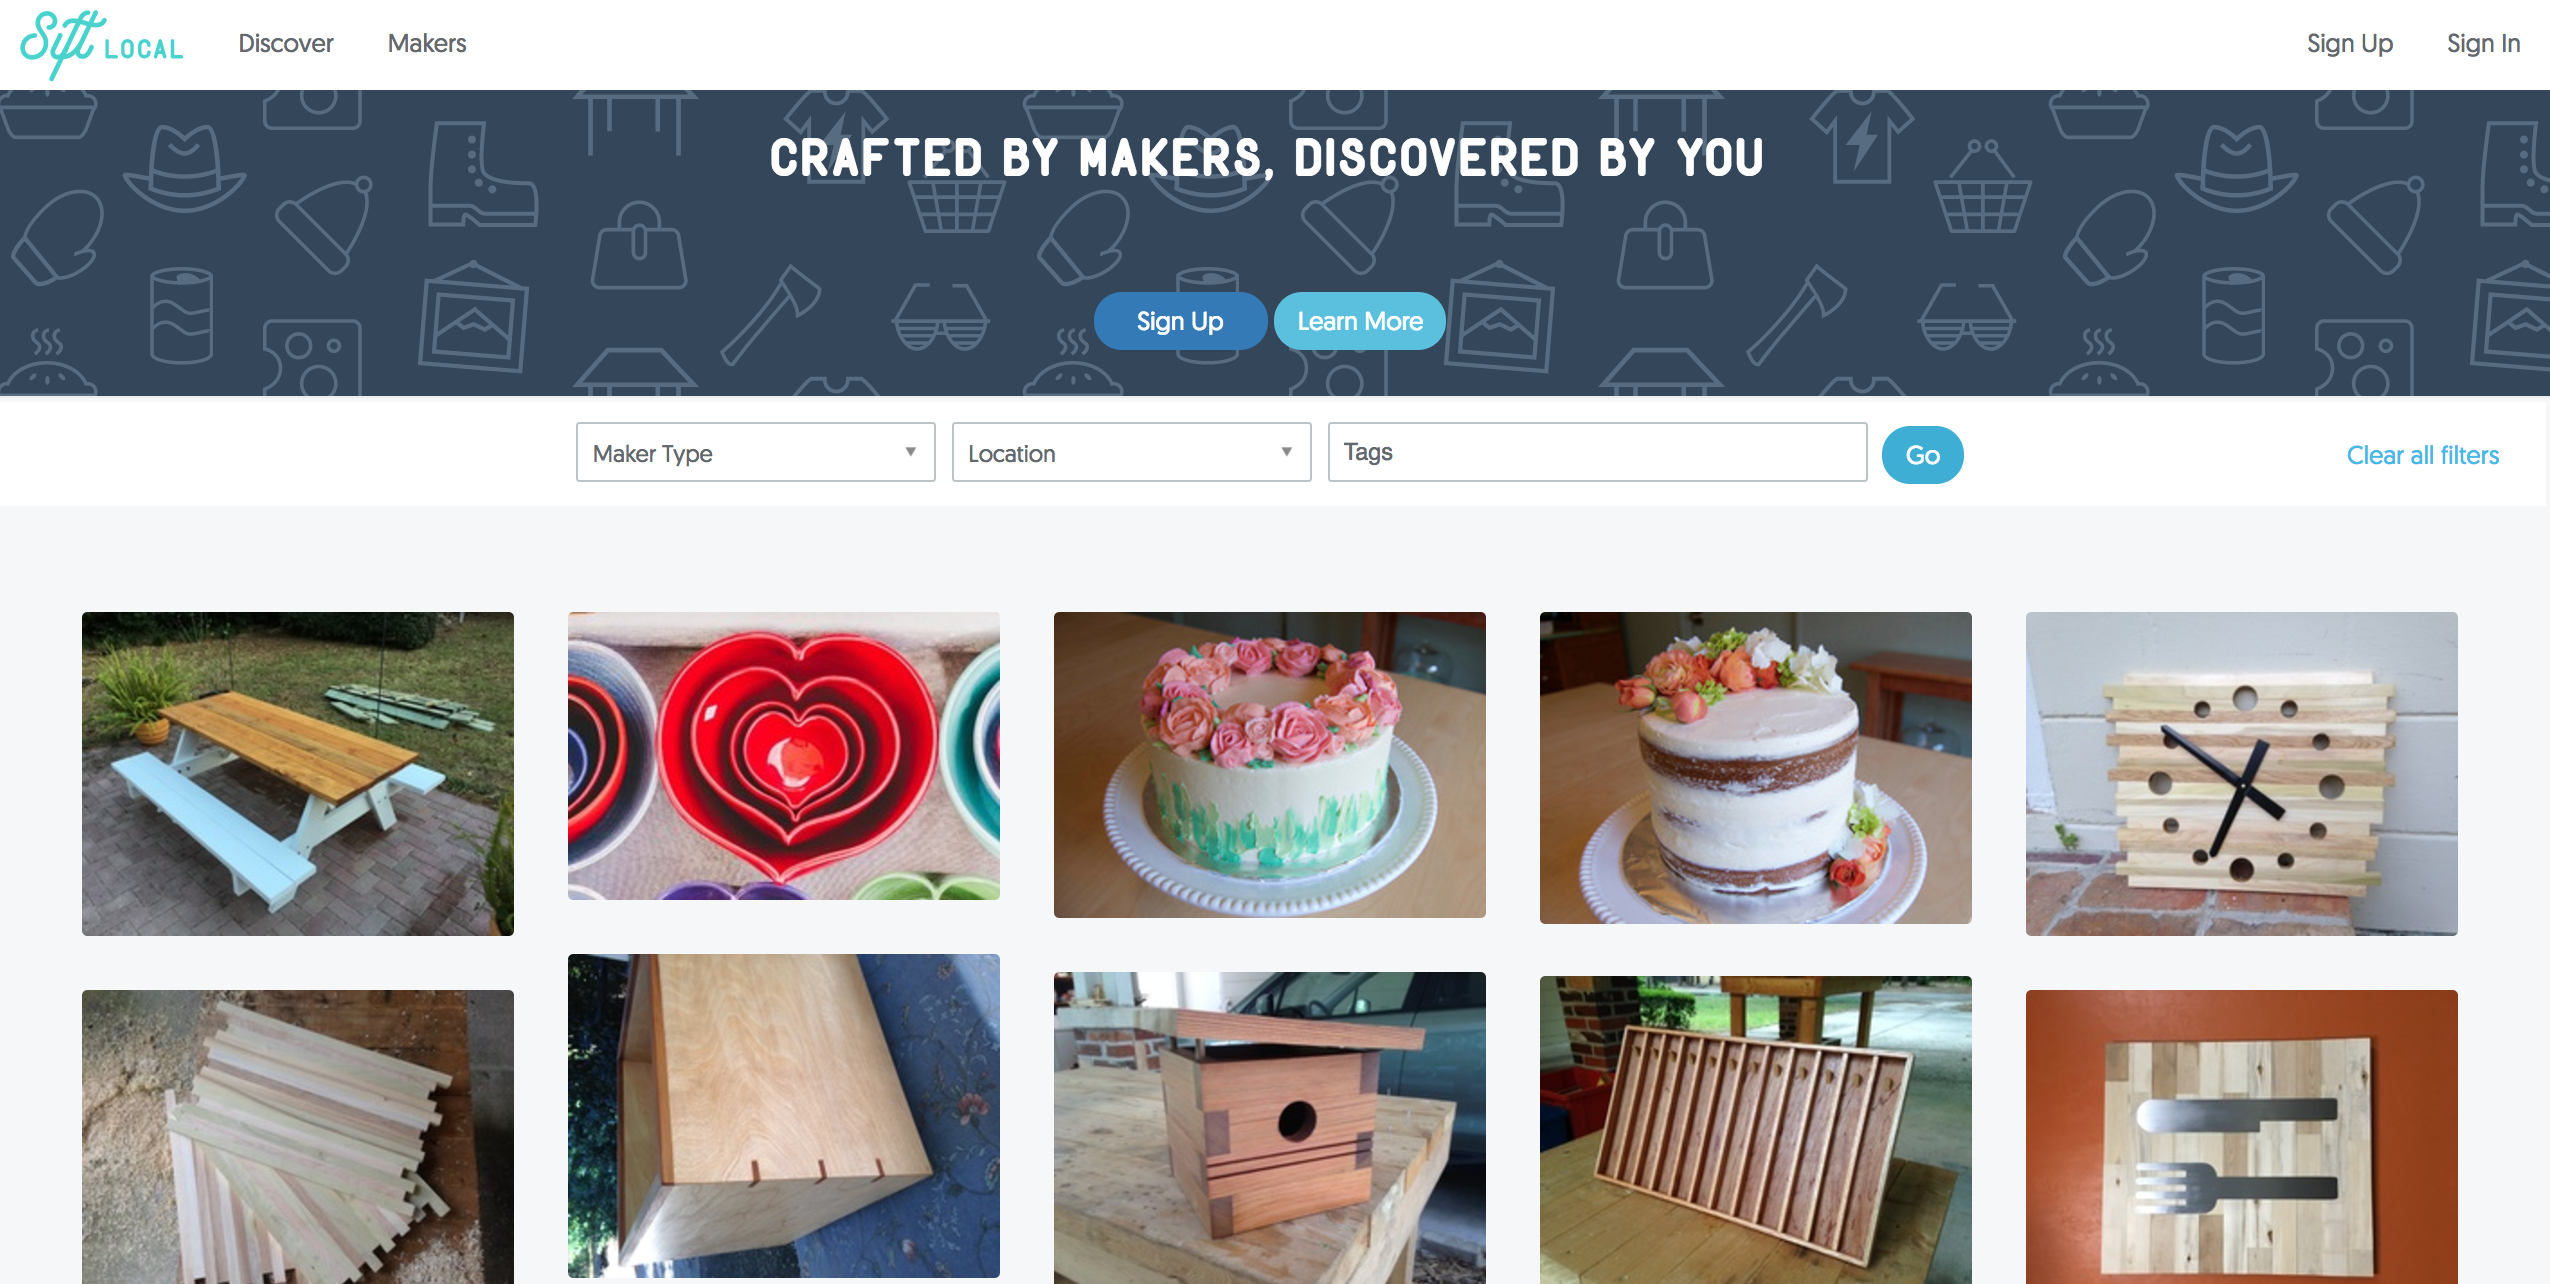 Sift LOCAL
Discover
Makers
Sign Up
Sign In
CRAFTED BY MAKERS, DISCOVERED BY YOU
Sign Up
Learn More
Maker Type
Location
Tags
Go
Clear all filters